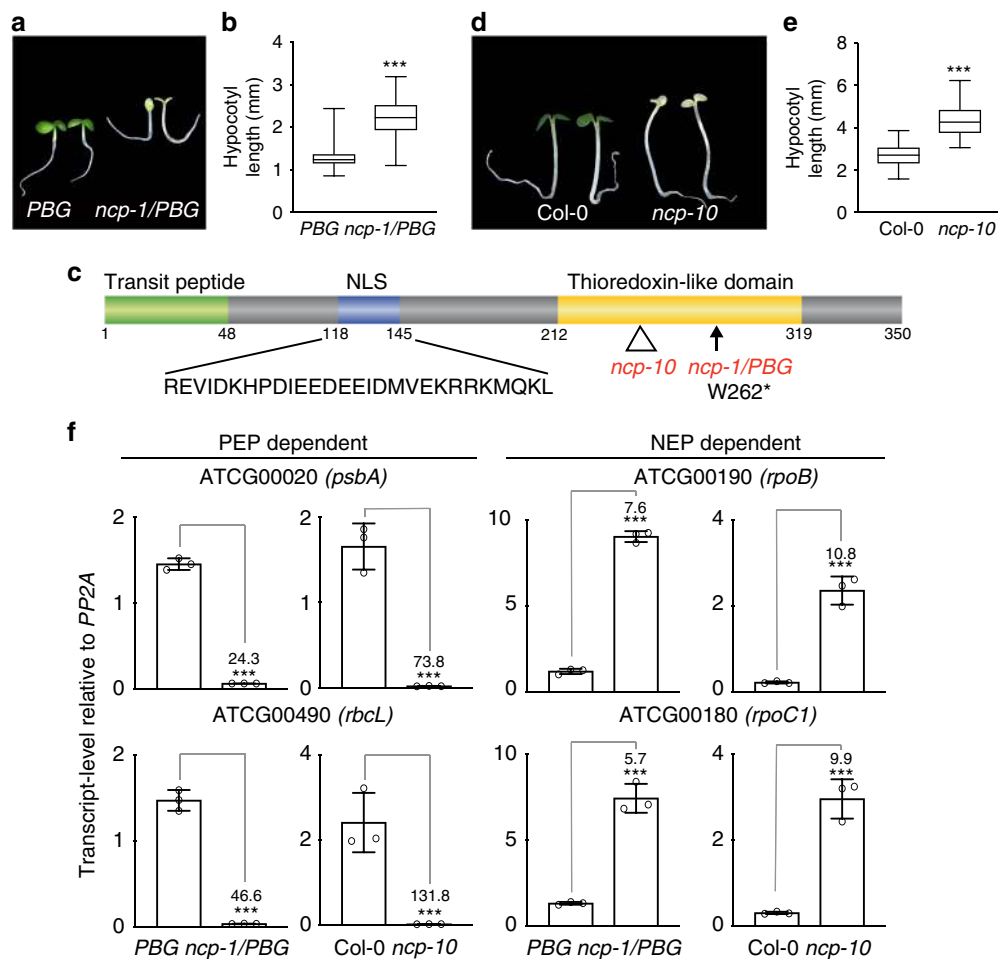 a
PBG ncp-1/PBG
b
Hypocotyl
length (mm)
4
3
2
1
0
***
PBG ncp-1/PBG
d
Col-0 ncp-10
e
Hypocotyl
length (mm)
8
6
4
2
0
***
Col-0 ncp-10
c
Transit peptide NLS Thioredoxin-like domain
1 48 118 145 212 319 350
REVIDKHPDIEEDEEIDMVEKRRKMQKL
ncp-10 ncp-1/PBG
W262*
f
PEP dependent
NEP dependent
Transcript-level relative to PP2A
ATCG00020 (psbA)
2
1
0
24.3
***
2
1
0
73.8
***
ATCG00190 (rpoB)
10
5
0
7.6
***
4
2
0
10.8
***
ATCG00490 (rbcL)
2
1
0
46.6
***
4
2
0
131.8
***
ATCG00180 (rpoC1)
10
5
0
5.7
***
4
2
0
9.9
***
PBG ncp-1/PBG Col-0 ncp-10 PBG ncp-1/PBG Col-0 ncp-10